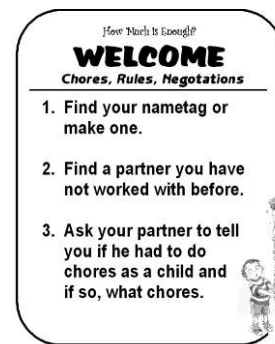 How Much is Enough?
WELCOME
Chores, Rules, Negotations
1. Find your nametag or
make one.
2. Find a partner you have
not worked with before.
3. Ask your partner to tell
you if he had to do
chores as a child and
if so, what chores.